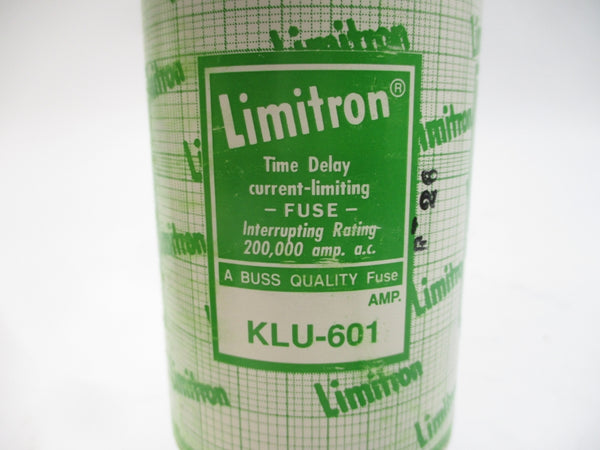 Limitron
Limitron®
Time Delay
current-limiting
- FUSE -
Interrupting Rating
200,000 amp. a.c.
A BUSS QUALITY Fuse
AMP.
KLU-601
Limitron
Limitron
Limitron
Limitron